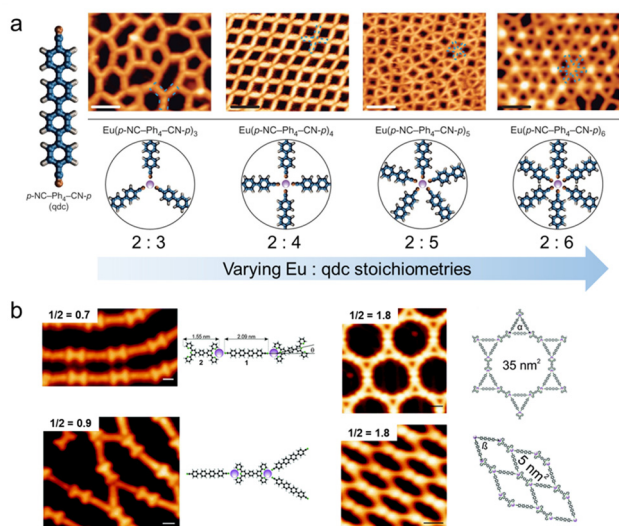 a
Eu(p-NC–Ph₄–CN-p)₃
Eu(p-NC–Ph₄–CN-p)₄
Eu(p-NC–Ph₄–CN-p)₅
Eu(p-NC–Ph₄–CN-p)₆
p-NC–Ph₄–CN-p
(qdc)
2 : 3
2 : 4
2 : 5
2 : 6
Varying Eu : qdc stoichiometries
b
1/2 = 0.7
1.55 nm
2.09 nm
θ
2
1
1/2 = 1.8
α
35 nm²
1/2 = 0.9
1/2 = 1.8
ß
5 nm²